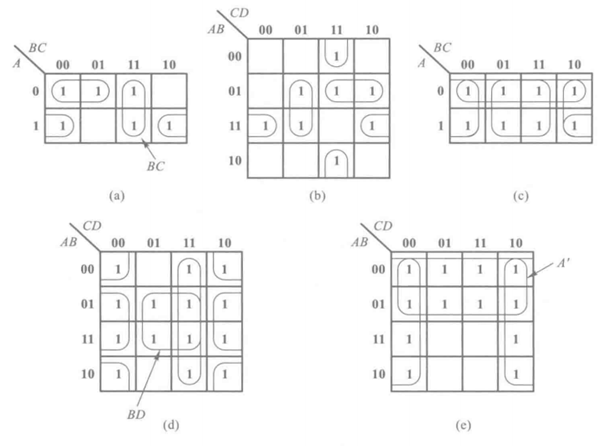 BC
A 00 01 11 10
0 1 1 1
1 1 1 1
BC
(a)
CD
AB 00 01 11 10
00 1
01 1 1 1
11 1 1 1
10 1
(b)
BC
A 00 01 11 10
0 1 1 1 1
1 1 1 1 1
(c)
CD
AB 00 01 11 10
00 1 1 1
01 1 1 1 1
11 1 1 1 1
10 1 1 1
BD
(d)
CD
AB 00 01 11 10
00 1 1 1 1
A'
01 1 1 1 1
11 1 1
10 1 1
(e)